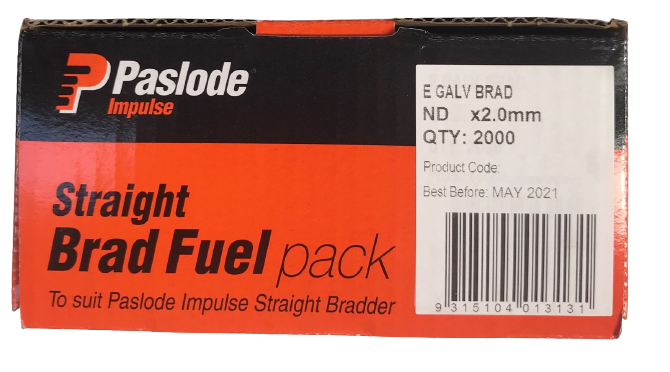 Paslode
Impulse
Straight
Brad Fuel pack
To suit Paslode Impulse Straight Bradder
E GALV BRAD
ND x2.0mm
QTY: 2000
Product Code:
Best Before: MAY 2021
9 315104 013131